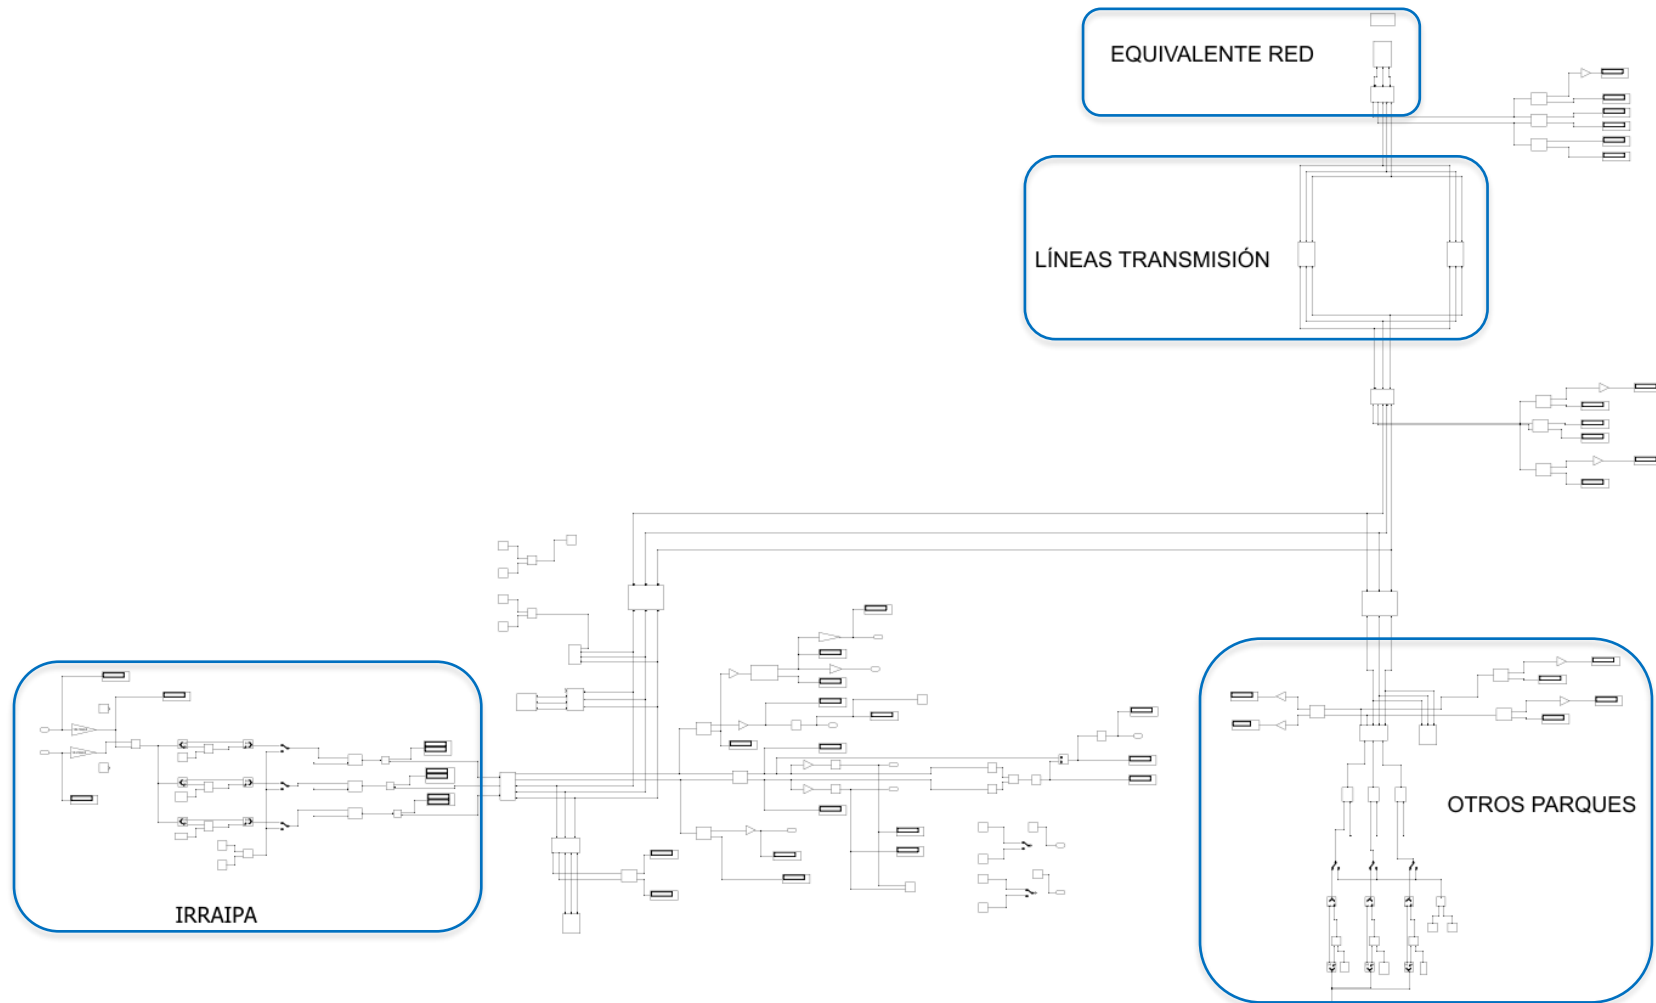 EQUIVALENTE RED
LÍNEAS TRANSMISIÓN
OTROS PARQUES
IRRAIPA